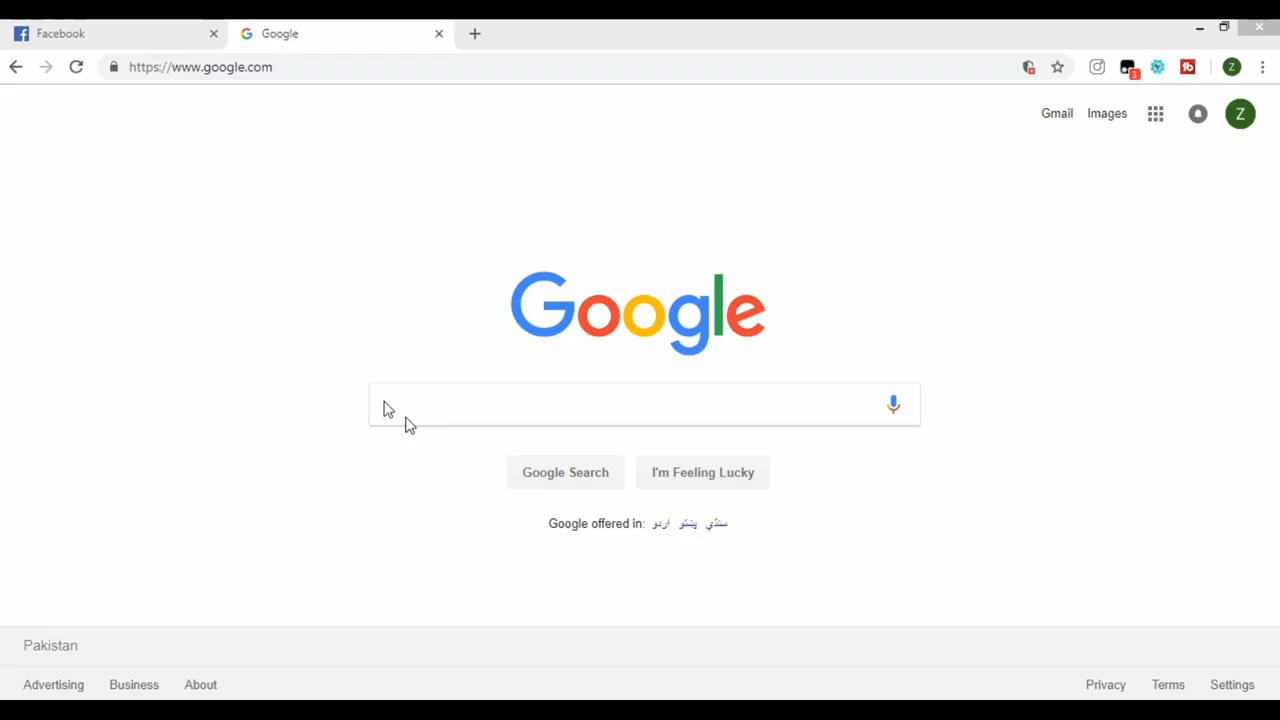 Facebook
Google
https://www.google.com
3
Z
Gmail Images
Z
Google
Google Search
I'm Feeling Lucky
Google offered in: اردو پښتو سنڌي
Pakistan
Advertising Business About
Privacy Terms Settings